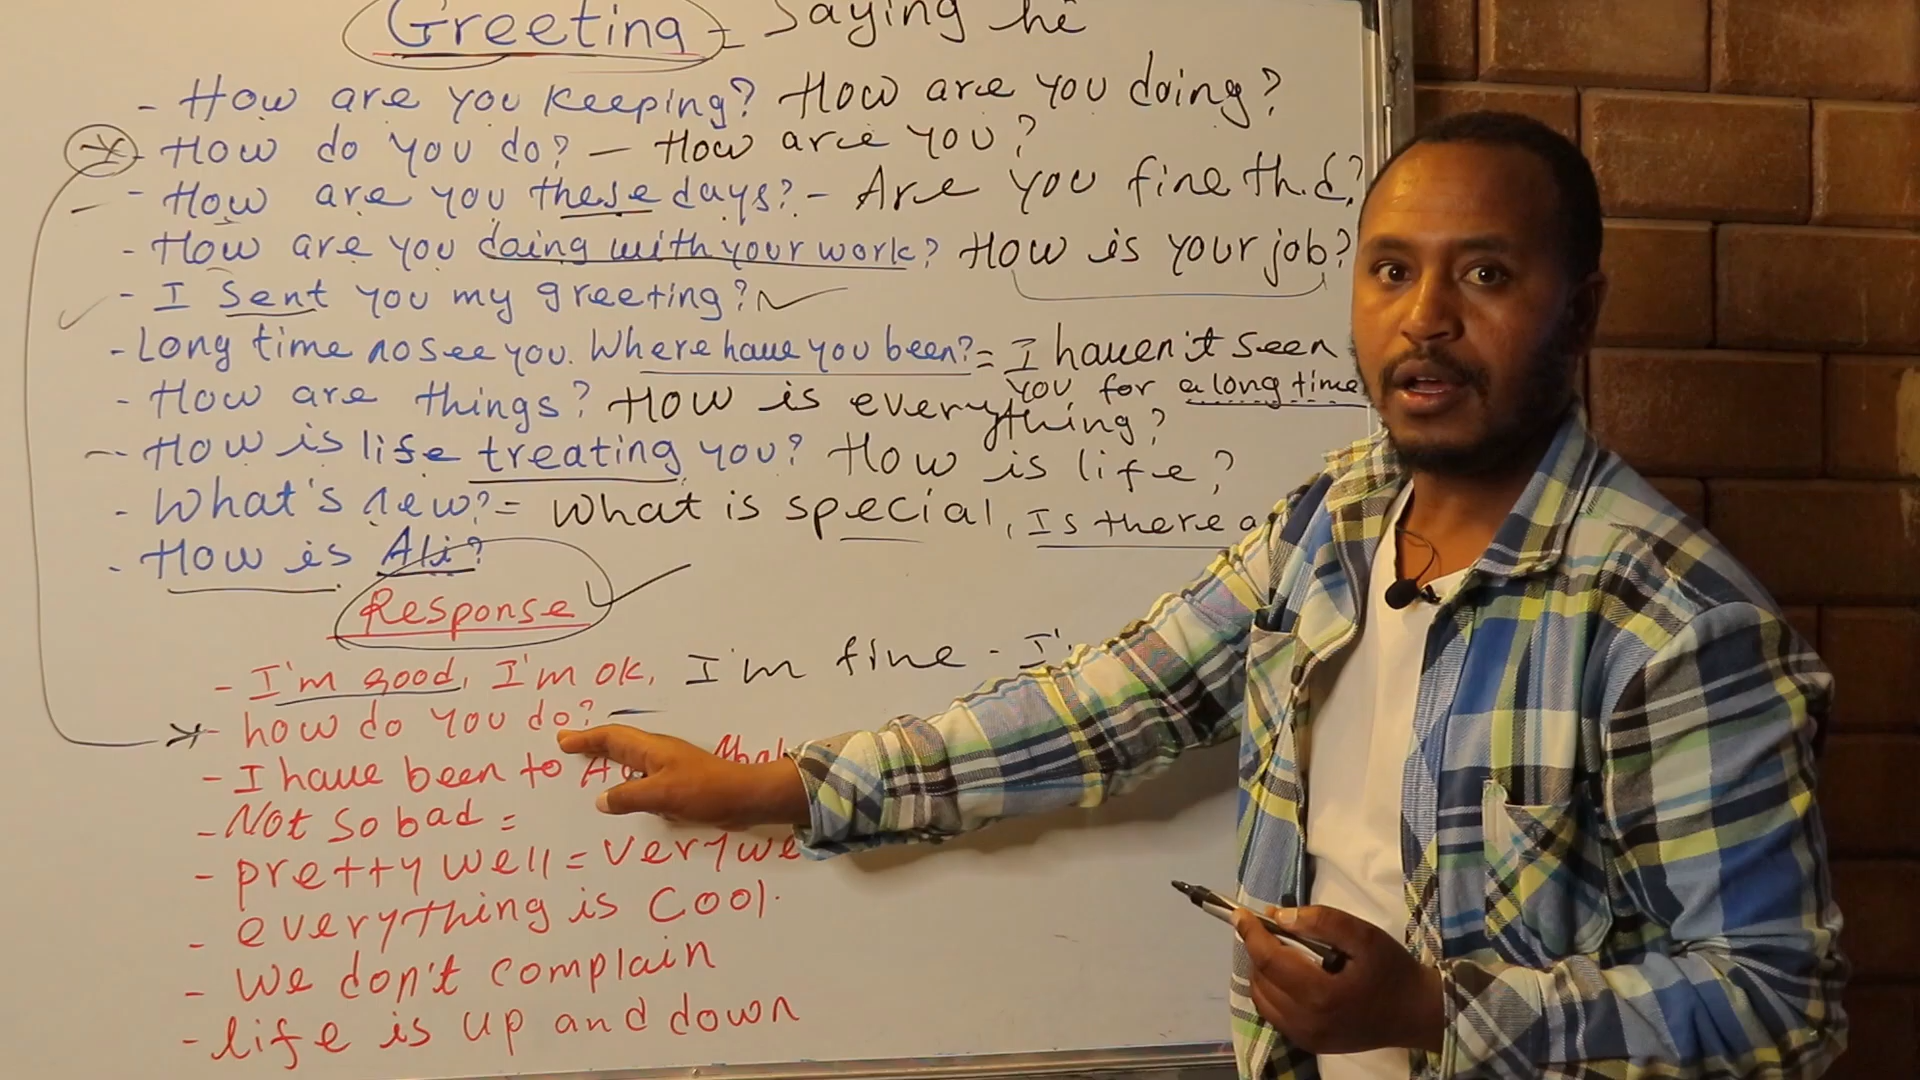 Greeting = Saying hi
- How are you keeping? How are you doing?
- How do you do? - How are you?
- How are you these days? - Are you fine th.d?
- How are you doing with your work? How is your job?
- I sent you my greeting?
- Long time no see you. Where have you been? = I haven't seen
you for a long time
- How are things? How is everything?
- How is life treating you? How is life?
- What's new? = What is special, Is there a
- How is Ali?
Response
- I'm good, I'm ok, I'm fine - I'
- how do you do? -
- I have been to
- Not so bad =
- pretty well = very we
- everything is cool.
- we don't complain
- life is up and down